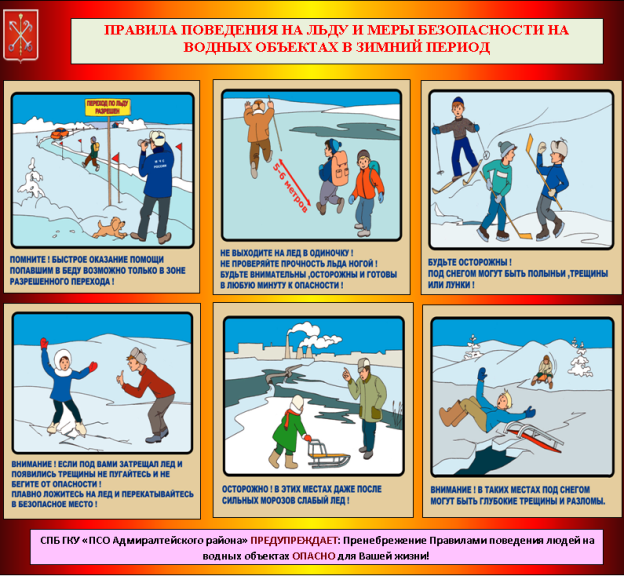 ПРАВИЛА ПОВЕДЕНИЯ НА ЛЬДУ И МЕРЫ БЕЗОПАСНОСТИ НА
ВОДНЫХ ОБЪЕКТАХ В ЗИМНИЙ ПЕРИОД
ПЕРЕХОД ПО ЛЬДУ
РАЗРЕШЕН
М Ч С
РОССИИ
ПОМНИТЕ ! БЫСТРОЕ ОКАЗАНИЕ ПОМОЩИ
ПОПАВШИМ В БЕДУ ВОЗМОЖНО ТОЛЬКО В ЗОНЕ
РАЗРЕШЕННОГО ПЕРЕХОДА !
5-6 метров
НЕ ВЫХОДИТЕ НА ЛЕД В ОДИНОЧКУ !
НЕ ПРОВЕРЯЙТЕ ПРОЧНОСТЬ ЛЬДА НОГОЙ !
БУДЬТЕ ВНИМАТЕЛЬНЫ ,ОСТОРОЖНЫ И ГОТОВЫ
В ЛЮБУЮ МИНУТУ К ОПАСНОСТИ !
БУДЬТЕ ОСТОРОЖНЫ !
ПОД СНЕГОМ МОГУТ БЫТЬ ПОЛЫНЬИ ,ТРЕЩИНЫ
ИЛИ ЛУНКИ !
ВНИМАНИЕ ! ЕСЛИ ПОД ВАМИ ЗАТРЕЩАЛ ЛЕД И
ПОЯВИЛИСЬ ТРЕЩИНЫ НЕ ПУГАЙТЕСЬ И НЕ
БЕГИТЕ ОТ ОПАСНОСТИ !
ПЛАВНО ЛОЖИТЕСЬ НА ЛЕД И ПЕРЕКАТЫВАЙТЕСЬ
В БЕЗОПАСНОЕ МЕСТО !
ОСТОРОЖНО ! В ЭТИХ МЕСТАХ ДАЖЕ ПОСЛЕ
СИЛЬНЫХ МОРОЗОВ СЛАБЫЙ ЛЕД !
ВНИМАНИЕ ! В ТАКИХ МЕСТАХ ПОД СНЕГОМ
МОГУТ БЫТЬ ГЛУБОКИЕ ТРЕЩИНЫ И РАЗЛОМЫ.
СПБ ГКУ «ПСО Адмиралтейского района» ПРЕДУПРЕЖДАЕТ: Пренебрежение Правилами поведения людей на
водных объектах ОПАСНО для Вашей жизни!